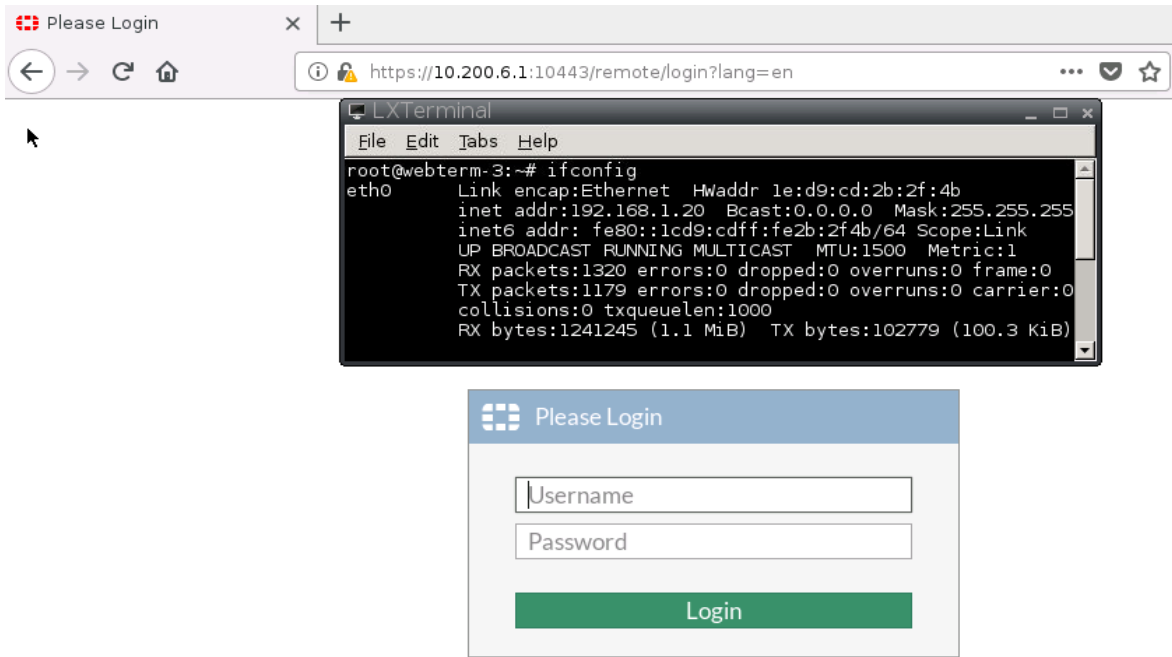 Please Login
https://10.200.6.1:10443/remote/login?lang=en
LXTerminal
File Edit Tabs Help
root@webterm-3:~# ifconfig
eth0 Link encap:Ethernet HWaddr 1e:d9:cd:2b:2f:4b
inet addr:192.168.1.20 Bcast:0.0.0.0 Mask:255.255.255
inet6 addr: fe80::1cd9:cdff:fe2b:2f4b/64 Scope:Link
UP BROADCAST RUNNING MULTICAST MTU:1500 Metric:1
RX packets:1320 errors:0 dropped:0 overruns:0 frame:0
TX packets:1179 errors:0 dropped:0 overruns:0 carrier:0
collisions:0 txqueuelen:1000
RX bytes:1241245 (1.1 MiB) TX bytes:102779 (100.3 KiB)
Please Login
Username
Password
Login